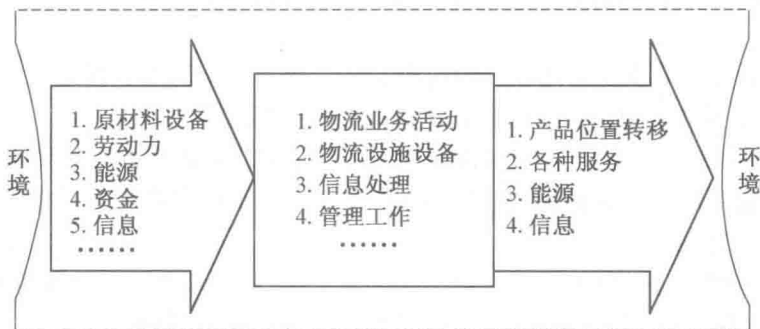 环境
1. 原材料设备
2. 劳动力
3. 能源
4. 资金
5. 信息
……
1. 物流业务活动
2. 物流设施设备
3. 信息处理
4. 管理工作
……
1. 产品位置转移
2. 各种服务
3. 能源
4. 信息
环境